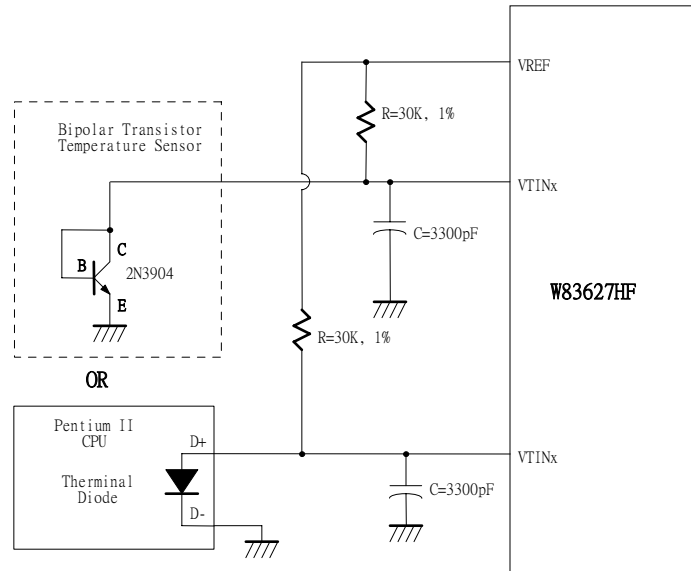 VREF
R=30K, 1%
Bipolar Transistor
Temperature Sensor
VTINx
C=3300pF
C
B
2N3904
E
W83627HF
R=30K, 1%
OR
Pentium II
CPU
D+
VTINx
Therminal
Diode
C=3300pF
D-